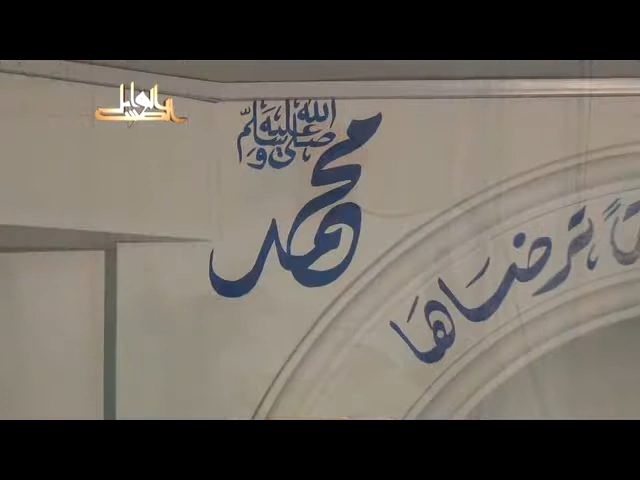 محمد
صلى الله عليه وسلم
ترضاها